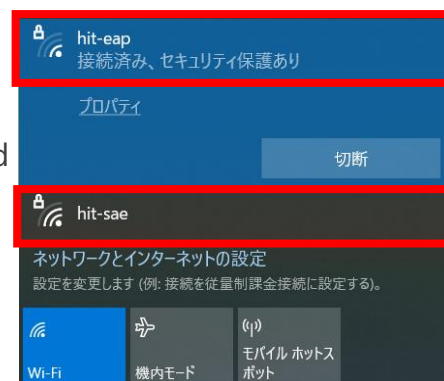 hit-eap
接続済み、セキュリティ保護あり
プロパティ
d
切断
hit-sae
ネットワークとインターネットの設定
設定を変更します (例: 接続を従量制課金接続に設定する)。
Wi-Fi
機内モード
モバイル ホットス
ポット